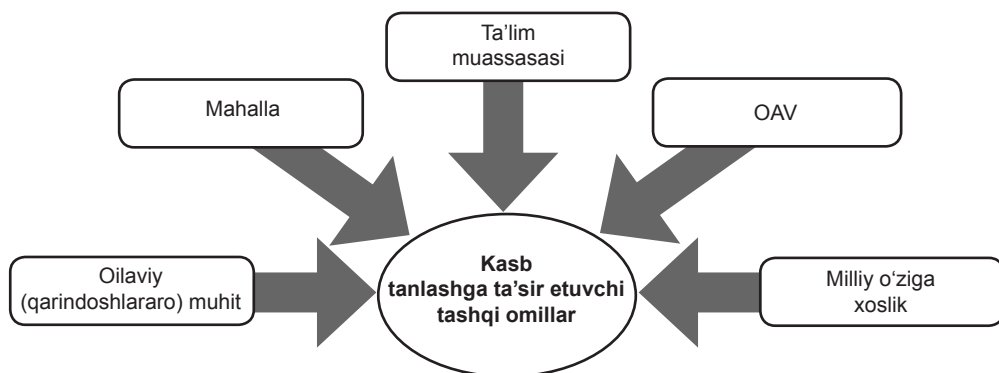 Ta’lim
muassasasi
Mahalla
OAV
Oilaviy
(qarindoshlararo) muhit
Kasb
tanlashga ta’sir etuvchi
tashqi omillar
Milliy o‘ziga
xoslik